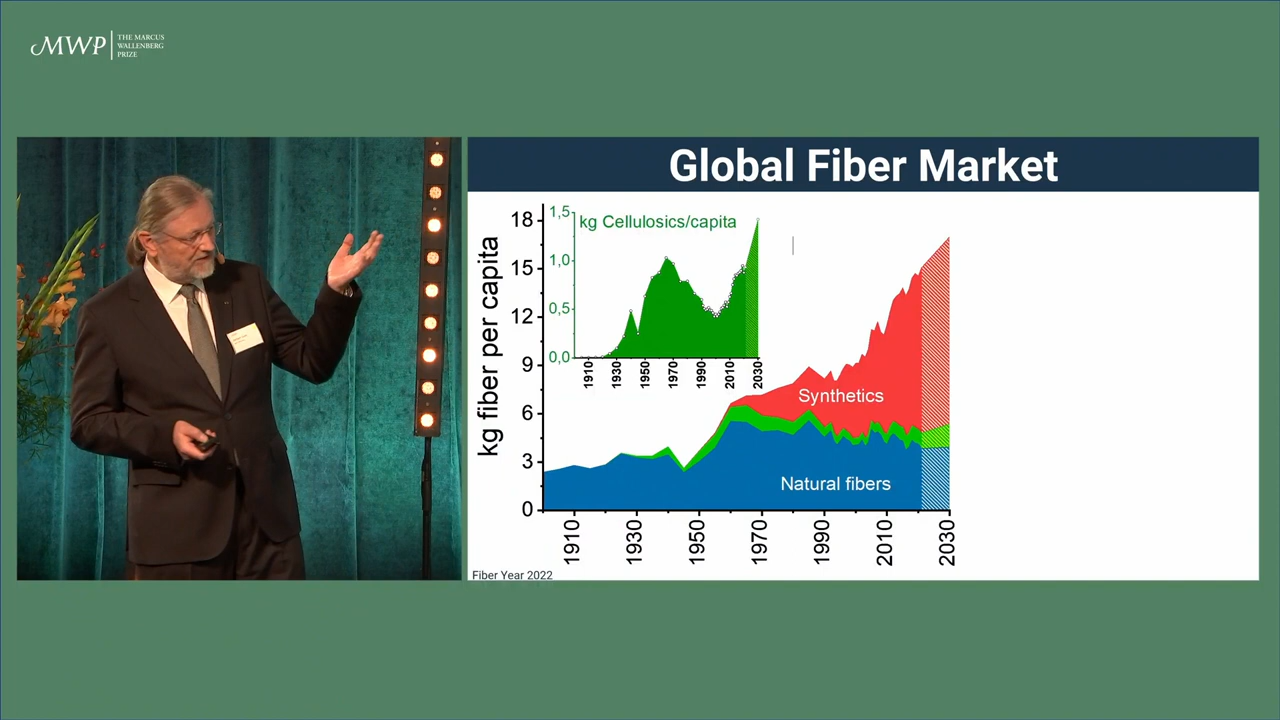 MWP
THE MARCUS
WALLENBERG
PRIZE
Global Fiber Market
kg Cellulosics/capita
1,5
1,0
0,5
0,0
1910
1930
1950
1970
1990
2010
2030
kg fiber per capita
18
15
12
9
6
3
0
Synthetics
Natural fibers
1910
1930
1950
1970
1990
2010
2030
Fiber Year 2022